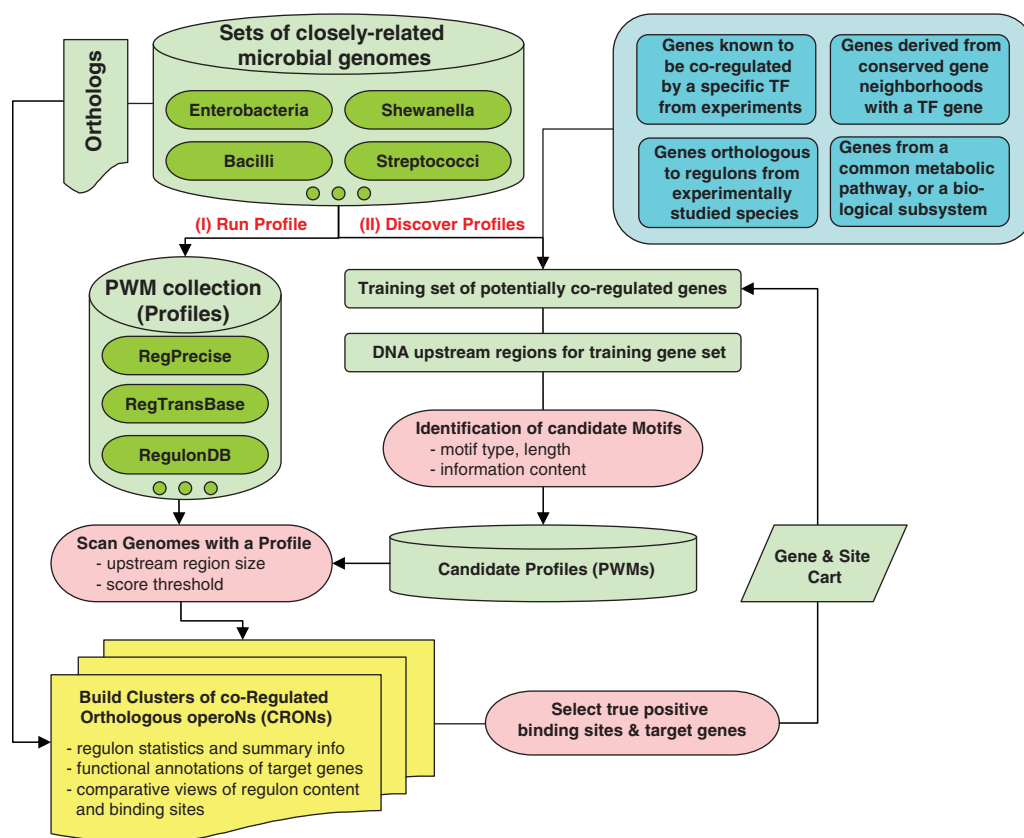 Orthologs
Sets of closely-related
microbial genomes
Enterobacteria
Shewanella
Bacilli
Streptococci
Genes known to
be co-regulated
by a specific TF
from experiments
Genes derived from
conserved gene
neighborhoods
with a TF gene
Genes orthologous
to regulons from
experimentally
studied species
Genes from a
common metabolic
pathway, or a bio-
logical subsystem
(I) Run Profile
(II) Discover Profiles
PWM collection
(Profiles)
RegPrecise
RegTransBase
RegulonDB
Training set of potentially co-regulated genes
DNA upstream regions for training gene set
Identification of candidate Motifs
- motif type, length
- information content
Scan Genomes with a Profile
- upstream region size
- score threshold
Candidate Profiles (PWMs)
Gene & Site
Cart
Build Clusters of co-Regulated
Orthologous operoNs (CRONs)
- regulon statistics and summary info
- functional annotations of target genes
- comparative views of regulon content
and binding sites
Select true positive
binding sites & target genes